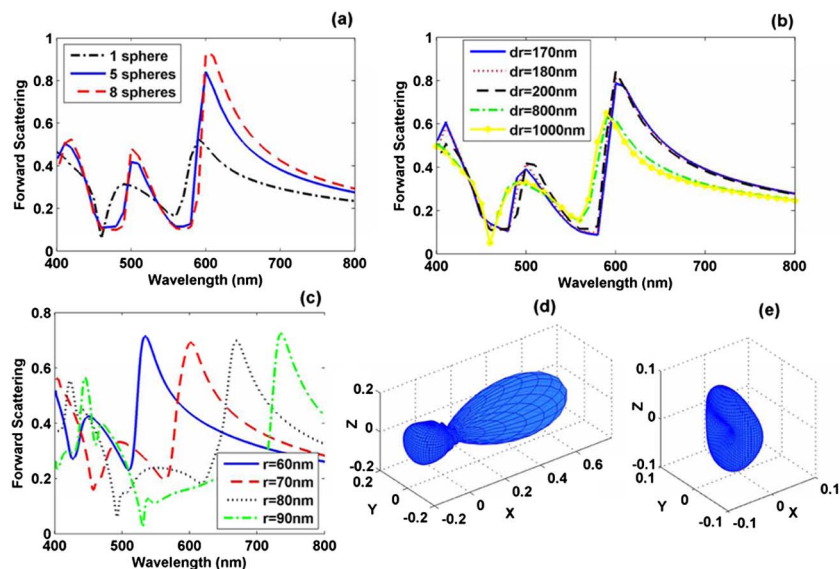 (a)
1 sphere
5 spheres
8 spheres
1
0.8
0.6
0.4
0.2
0
400 500 600 700 800
Wavelength (nm)
Forward Scattering
(b)
dr=170nm
dr=180nm
dr=200nm
dr=800nm
dr=1000nm
1
0.8
0.6
0.4
0.2
0
400 500 600 700 800
Wavelength (nm)
Forward Scattering
(c)
0.8
0.6
0.4
0.2
0
r=60nm
r=70nm
r=80nm
r=90nm
400 500 600 700 800
Wavelength (nm)
Forward Scattering
(d)
0.2
0
-0.2
Z
0.2
0
-0.2
Y
-0.2 0 0.2 0.4 0.6
X
(e)
0.1
0
-0.1
Z
0.1
0
-0.1
Y
-0.1 0 0.1
X